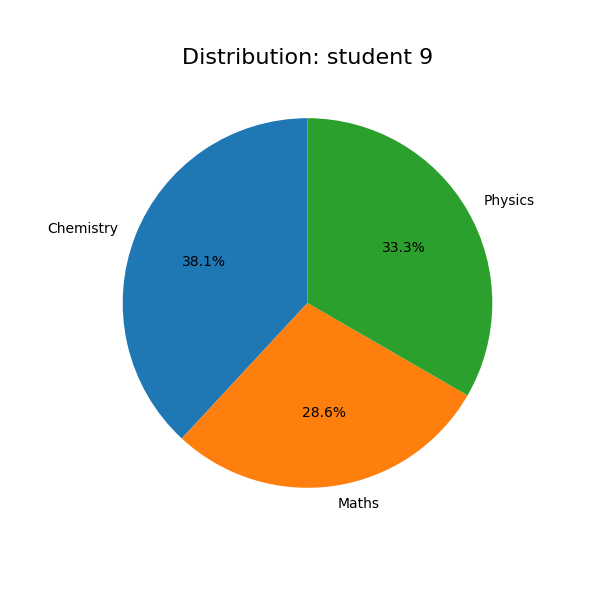 Distribution: student 9
Physics
Chemistry
33.3%
38.1%
28.6%
Maths